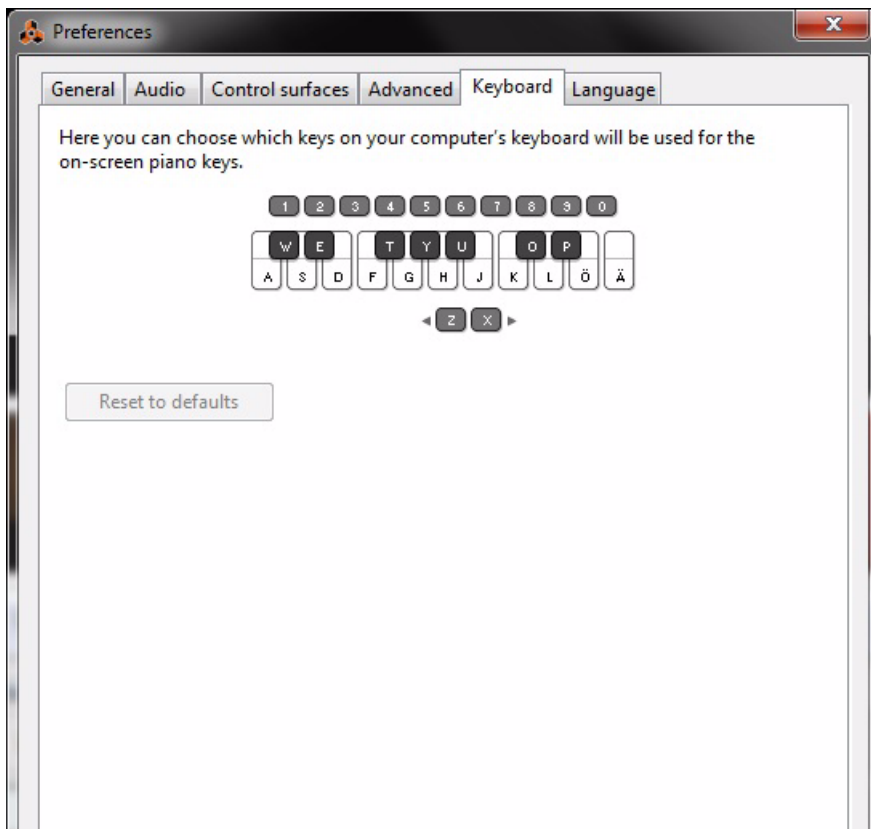 Preferences
General Audio Control surfaces Advanced Keyboard Language
Here you can choose which keys on your computer's keyboard will be used for the
on-screen piano keys.
1 2 3 4 5 6 7 8 9 0
W E T Y U O P
A S D F G H J K L Ö Ä
Z X
Reset to defaults